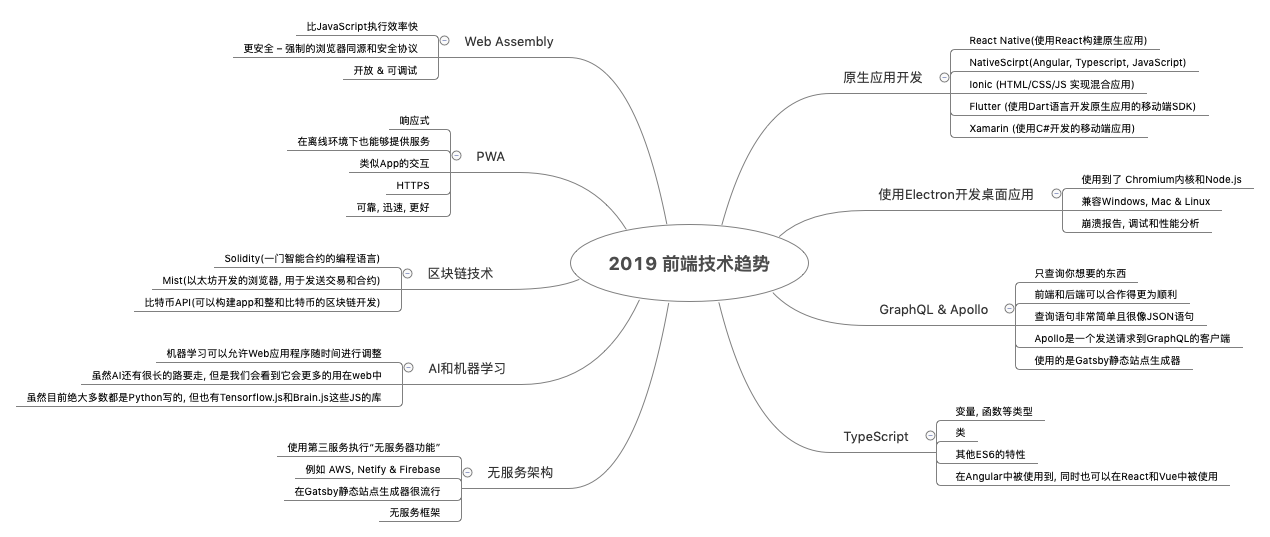 2019 前端技术趋势
原生应用开发
React Native(使用React构建原生应用)
NativeScirpt(Angular, Typescript, JavaScript)
Ionic (HTML/CSS/JS 实现混合应用)
Flutter (使用Dart语言开发原生应用的移动端SDK)
Xamarin (使用C#开发的移动端应用)
使用Electron开发桌面应用
使用到了 Chromium内核和Node.js
兼容Windows, Mac & Linux
崩溃报告, 调试和性能分析
GraphQL & Apollo
只查询你想要的东西
前端和后端可以合作得更为顺利
查询语句非常简单且很像JSON语句
Apollo是一个发送请求到GraphQL的客户端
使用的是Gatsby静态站点生成器
TypeScript
变量, 函数等类型
类
其他ES6的特性
在Angular中被使用到, 同时也可以在React和Vue中被使用
Web Assembly
比JavaScript执行效率快
更安全 – 强制的浏览器同源和安全协议
开放 & 可调试
PWA
响应式
在离线环境下也能够提供服务
类似App的交互
HTTPS
可靠, 迅速, 更好
区块链技术
Solidity(一门智能合约的编程语言)
Mist(以太坊开发的浏览器, 用于发送交易和合约)
比特币API(可以构建app和整和比特币的区块链开发)
AI和机器学习
机器学习可以允许Web应用程序随时间进行调整
虽然AI还有很长的路要走, 但是我们会看到它会更多的用在web中
虽然目前绝大多数都是Python写的, 但也有Tensorflow.js和Brain.js这些JS的库
无服务架构
使用第三服务执行“无服务器功能”
例如 AWS, Netify & Firebase
在Gatsby静态站点生成器很流行
无服务框架